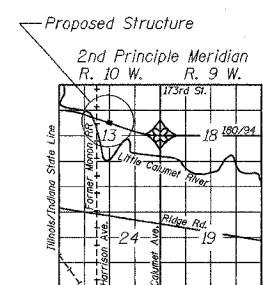 Proposed Structure
2nd Principle Meridian
R. 10 W. R. 9 W.
173rd St.
13 18 I80/94
Little Calumet River
Illinois/Indiana State Line
Former Monon/RR
Ridge Rd.
24 19
Harrison Ave.
Calumet Ave.